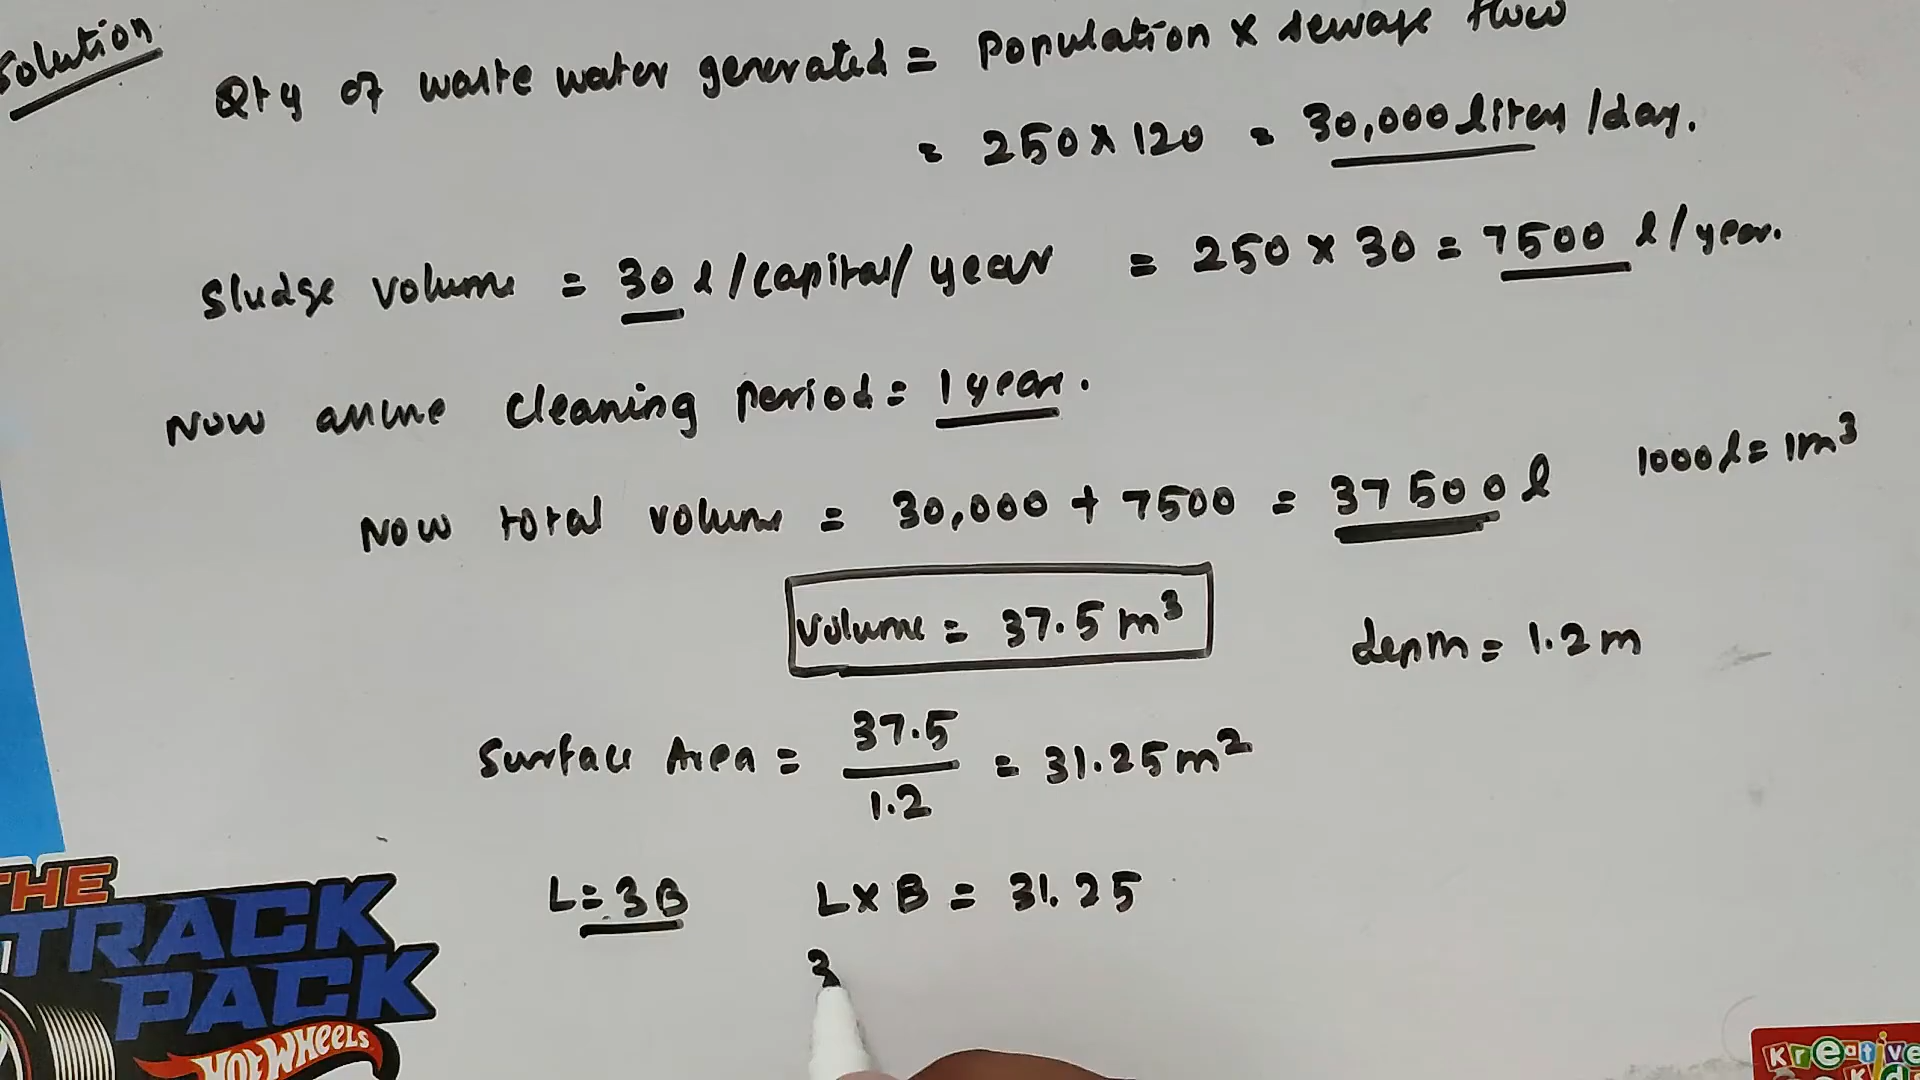 Solution
Qty of waste water generated = Population x sewage flow
= 250 x 120 = 30,000 liters /day.
Sludge volume = 30 l/capital/year = 250 x 30 = 7500 l/year.
Now assume cleaning period = 1 year.
1000 l = 1m³
Now total volume = 30,000 + 7500 = 37500 l
Volume = 37.5 m³
depth = 1.2 m
Surface Area = 37.5 / 1.2 = 31.25 m²
L = 3B L x B = 31.25
3
THE
TRACK
PACK
HOT WHEELS
Kreative
Kids